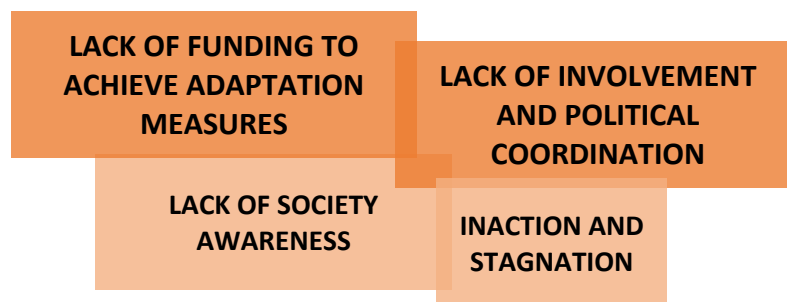 LACK OF FUNDING TO
ACHIEVE ADAPTATION
MEASURES
LACK OF INVOLVEMENT
AND POLITICAL
COORDINATION
LACK OF SOCIETY
AWARENESS
INACTION AND
STAGNATION